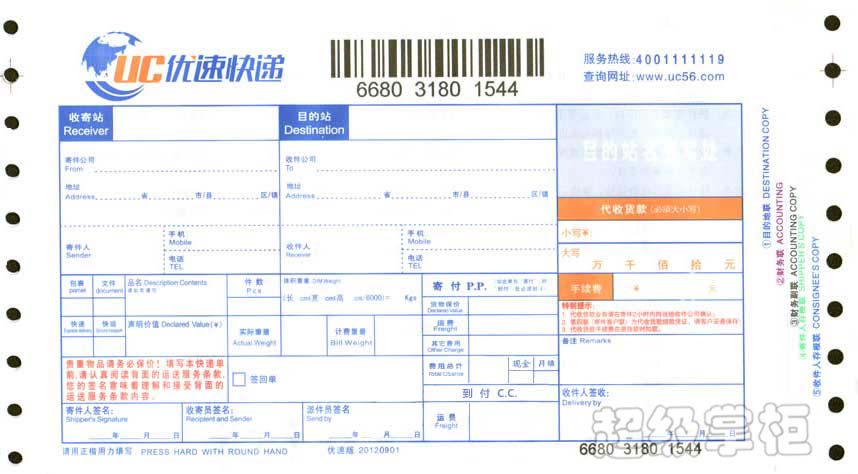 UC优速快递
6680 3180 1544
服务热线: 4001111119
查询网址: www.uc56.com
收寄站
Receiver
目的站
Destination
目的站名填写处
寄件公司
From
收件公司
To
地址
Address 省 市/县 区/镇
地址
Address 省 市/县 区/镇
代收货款 (必须大小写)
小写¥:
寄件人
Sender
手机
Mobile
电话
TEL
收件人
Receiver
手机
Mobile
电话
TEL
大写
万 千 佰 拾 元
手续费 ¥: 元
包裹
parcel
文件
document
品名 Description Contents
件数
Pcs
体积重量 DIM Weight
(长 cm×宽 cm×高 cm/6000)= Kgs
寄付 P.P.
货物保价
Declared Value
特别提示:
快递
快运
声明价值 Declared Value(¥)
实际重量
Actual Weight
计费重量
Bill Weight
运费
Freight
其它费用
Other Charge
备注 Remarks
贵重物品请务必保价!填写本快递单
前,请认真阅读背面的运送服务条款,
您的签名意味着理解和接受背面的
运送服务条款内容。
签回单
费用总计
Total Charge
现金 月结
到付 C.C.
收件人签收:
Delivery by
寄件人签名:
Shipper's Signature
年 月 日
收寄员签名:
Recipient and Sender
年 月 日
派件员签名
Send by
年 月 日
运费
Freight
年 月 日
请用正楷用力填写 PRESS HARD WITH ROUND HAND
优速版 20120901
6680 3180 1544
①目的地联 DESTINATION COPY
②财务联 ACCOUNTING
③财务副联 ACCOUNTING COPY
④寄件人存根联 SHIPPER'S COPY
⑤收件人存根联 CONSIGNEE'S COPY
超级掌柜